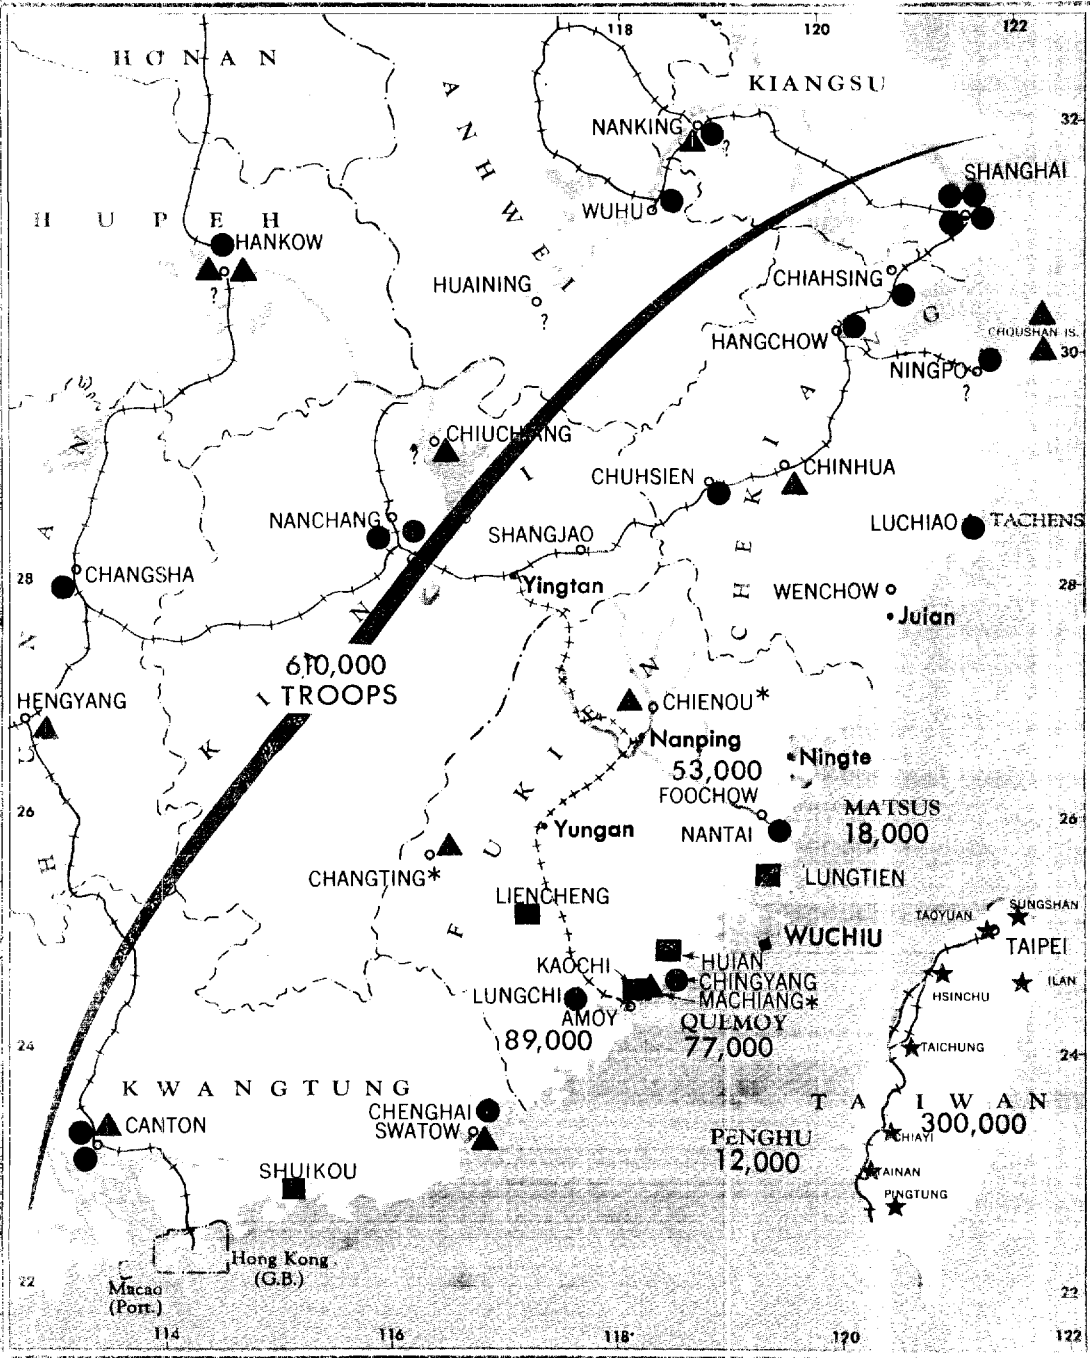 118
120
122
HONAN
ANHWEI
KIANGSU
NANKING
?
32
SHANGHAI
HUPEH
HANKOW
?
WUHU
HUAINING
?
CHIAHSING
CHOUSHAN IS.
HANGCHOW
30
NINGPO
?
CHIUCHIANG
?
CHUHSIEN
CHINHUA
CHEKIANG
NANCHANG
SHANGJAO
LUCHIAO
TACHENS
28
CHANGSHA
Yingtan
WENCHOW
28
Juian
HUNAN
KIANGSI
610,000
TROOPS
HENGYANG
CHIENOU*
Nanping
53,000
Ningte
FUKIEN
FOOCHOW
26
NANTAI
MATSUS
18,000
26
Yungan
CHANGTING*
LIENCHENG
LUNGTIEN
SUNGSHAN
TAOYUAN
TAIPEI
WUCHIU
HUIAN
KAOCHI
CHINGYANG
ILAN
LUNGCHI
MACHIANG*
HSINCHU
AMOY
QUEMOY
89,000
77,000
24
TAICHUNG
24
KWANGTUNG
TAIWAN
300,000
CHENGHAI
CANTON
SWATOW
PENGHU
12,000
CHIAYI
SHUIKOU
TAINAN
PINGTUNG
Hong Kong
(G.B.)
22
Macao
(Port.)
22
114
116
118
120
122